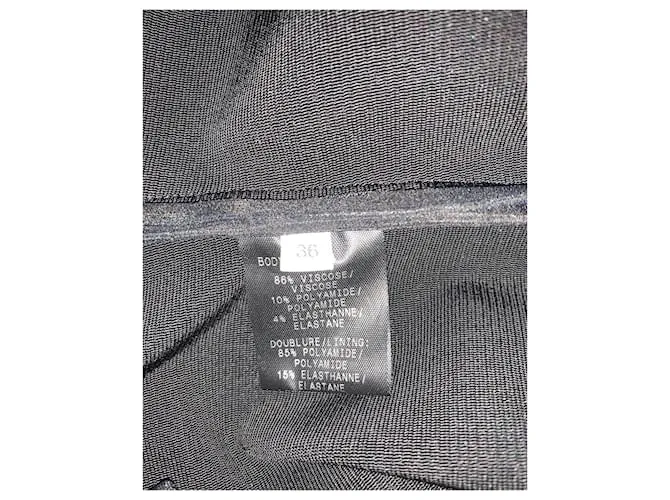 36
BODY
86% VISCOSE/
VISCOSE
10% POLYAMIDE/
POLYAMIDE
4% ELASTHANNE/
ELASTANE
DOUBLURE/LINING:
85% POLYAMIDE/
POLYAMIDE
15% ELASTHANNE/
ELASTANE